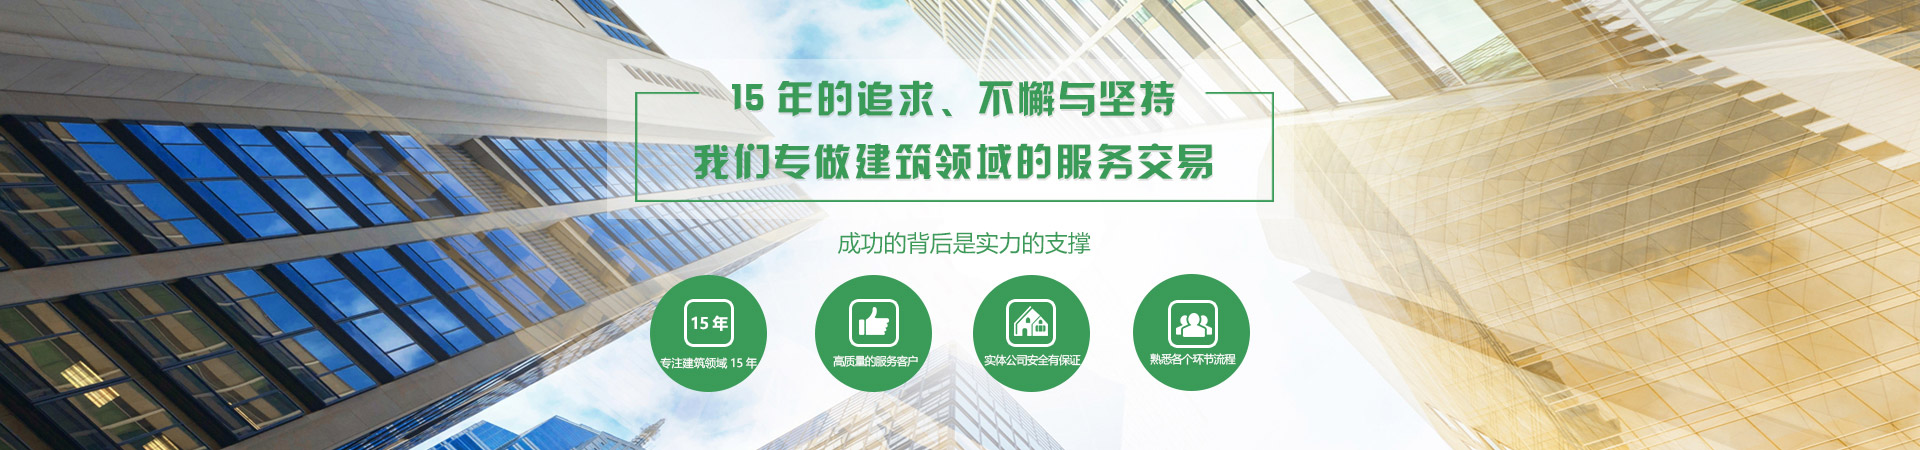 15 年的追求、不懈与坚持
我们专做建筑领域的服务交易
成功的背后是实力的支撑
15 年
专注建筑领域 15 年
高质量的服务客户
实体公司安全有保证
熟悉各个环节流程